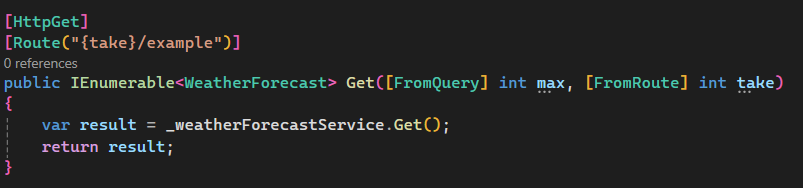 [HttpGet]
[Route("{take}/example")]
0 references
public IEnumerable<WeatherForecast> Get([FromQuery] int max, [FromRoute] int take)
{
    var result = _weatherForecastService.Get();
    return result;
}